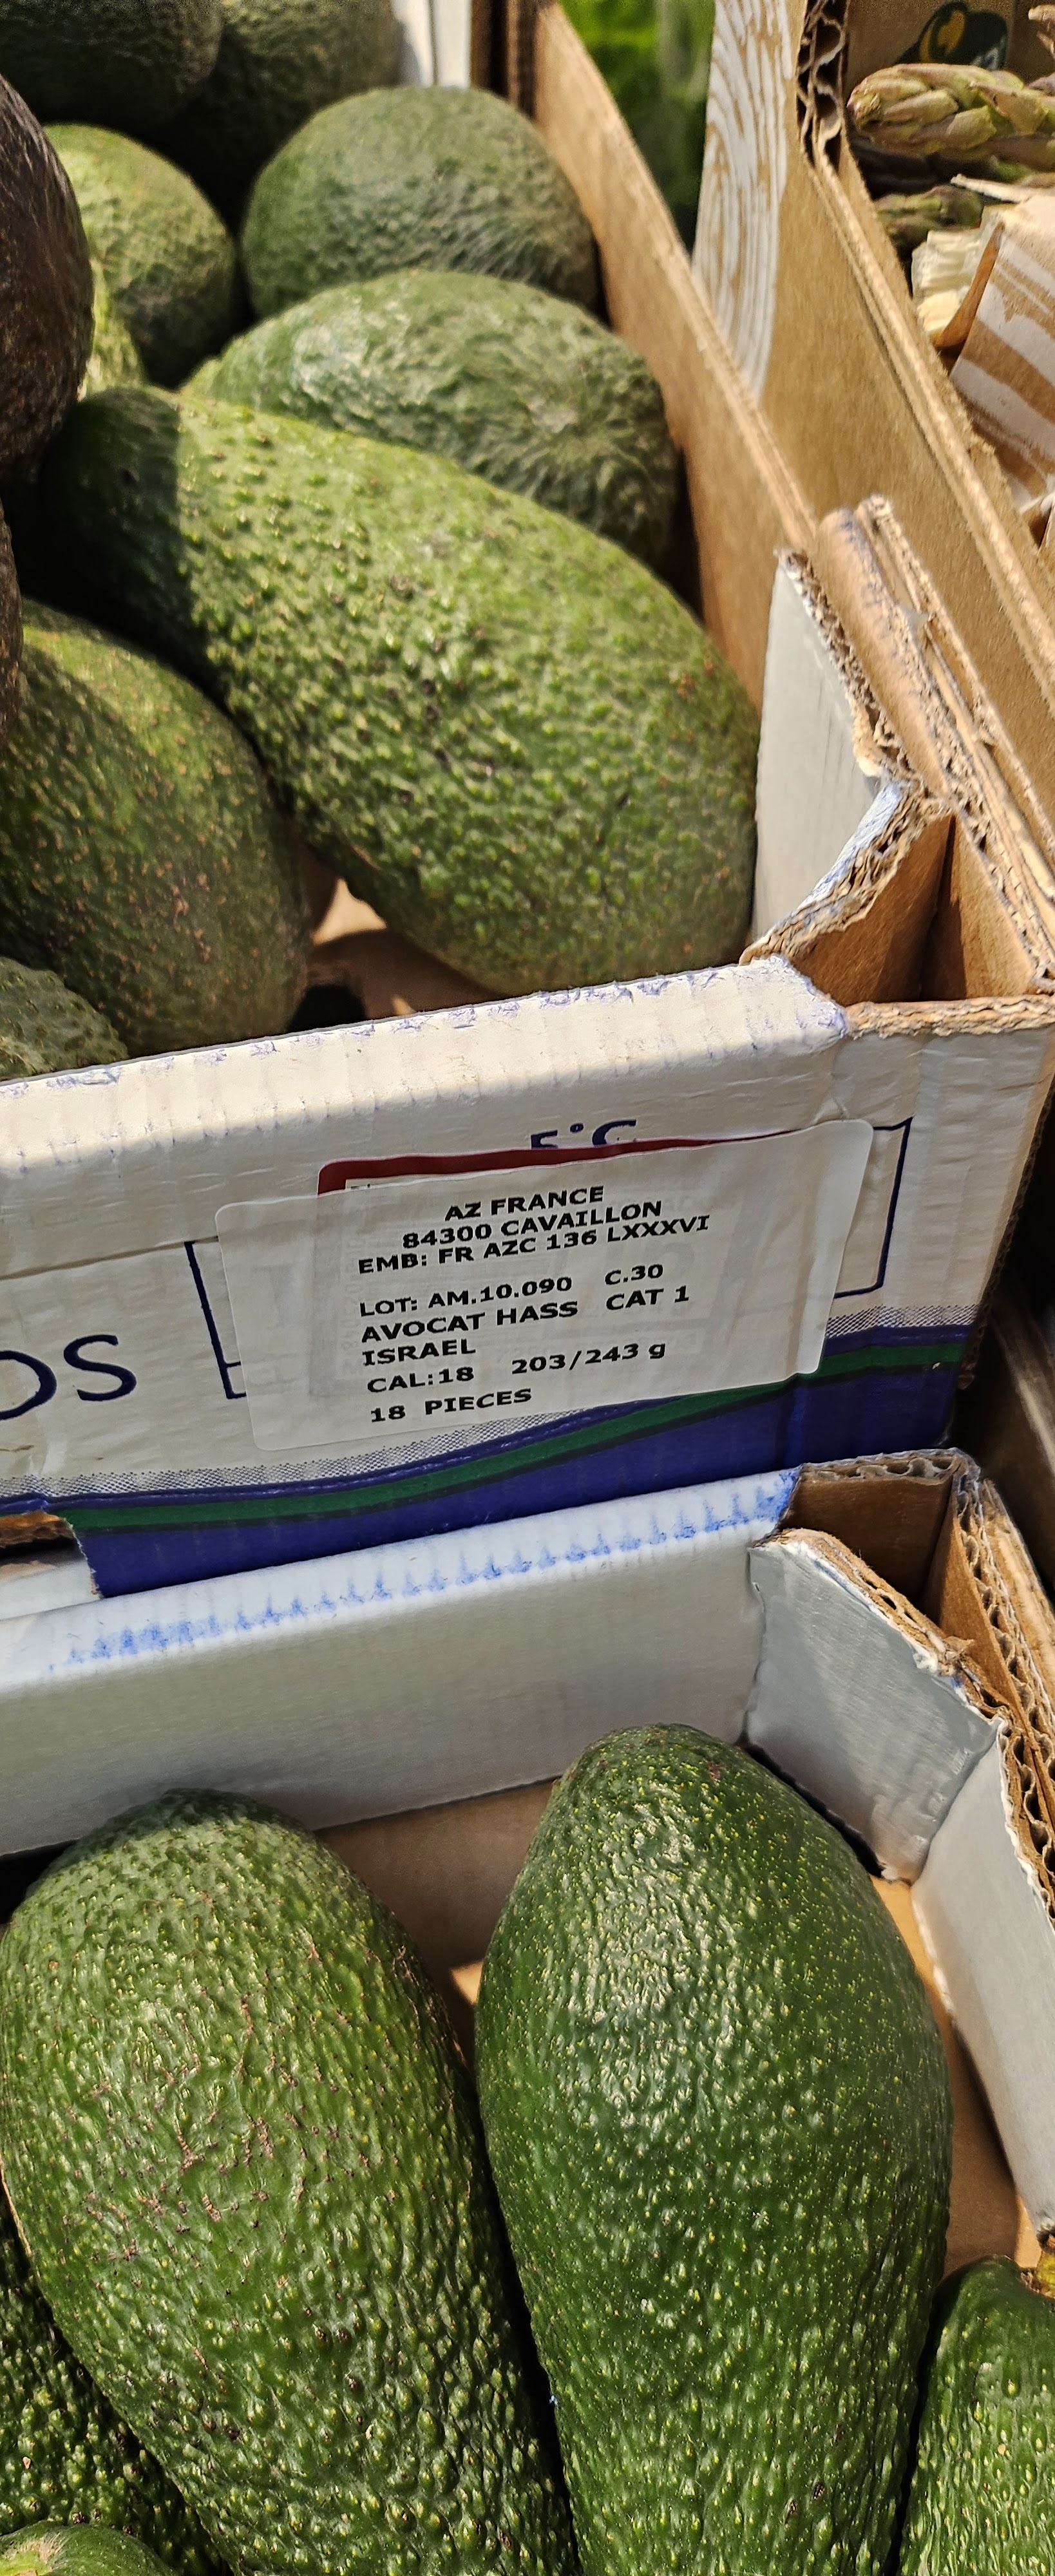 5°C
AZ FRANCE
84300 CAVAILLON
EMB: FR AZC 136 LXXXVI
LOT: AM.10.090 C.30
AVOCAT HASS CAT 1
ISRAEL
CAL:18 203/243 g
18 PIECES
OS